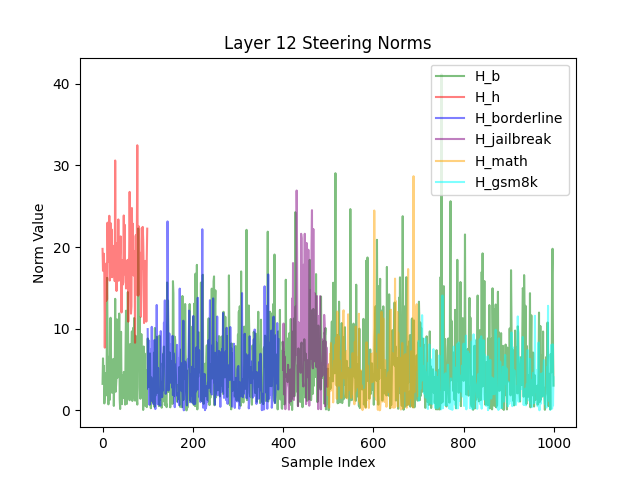 Layer 12 Steering Norms
40
30
20
10
0
Norm Value
0
200
400
600
800
1000
Sample Index
H_b
H_h
H_borderline
H_jailbreak
H_math
H_gsm8k